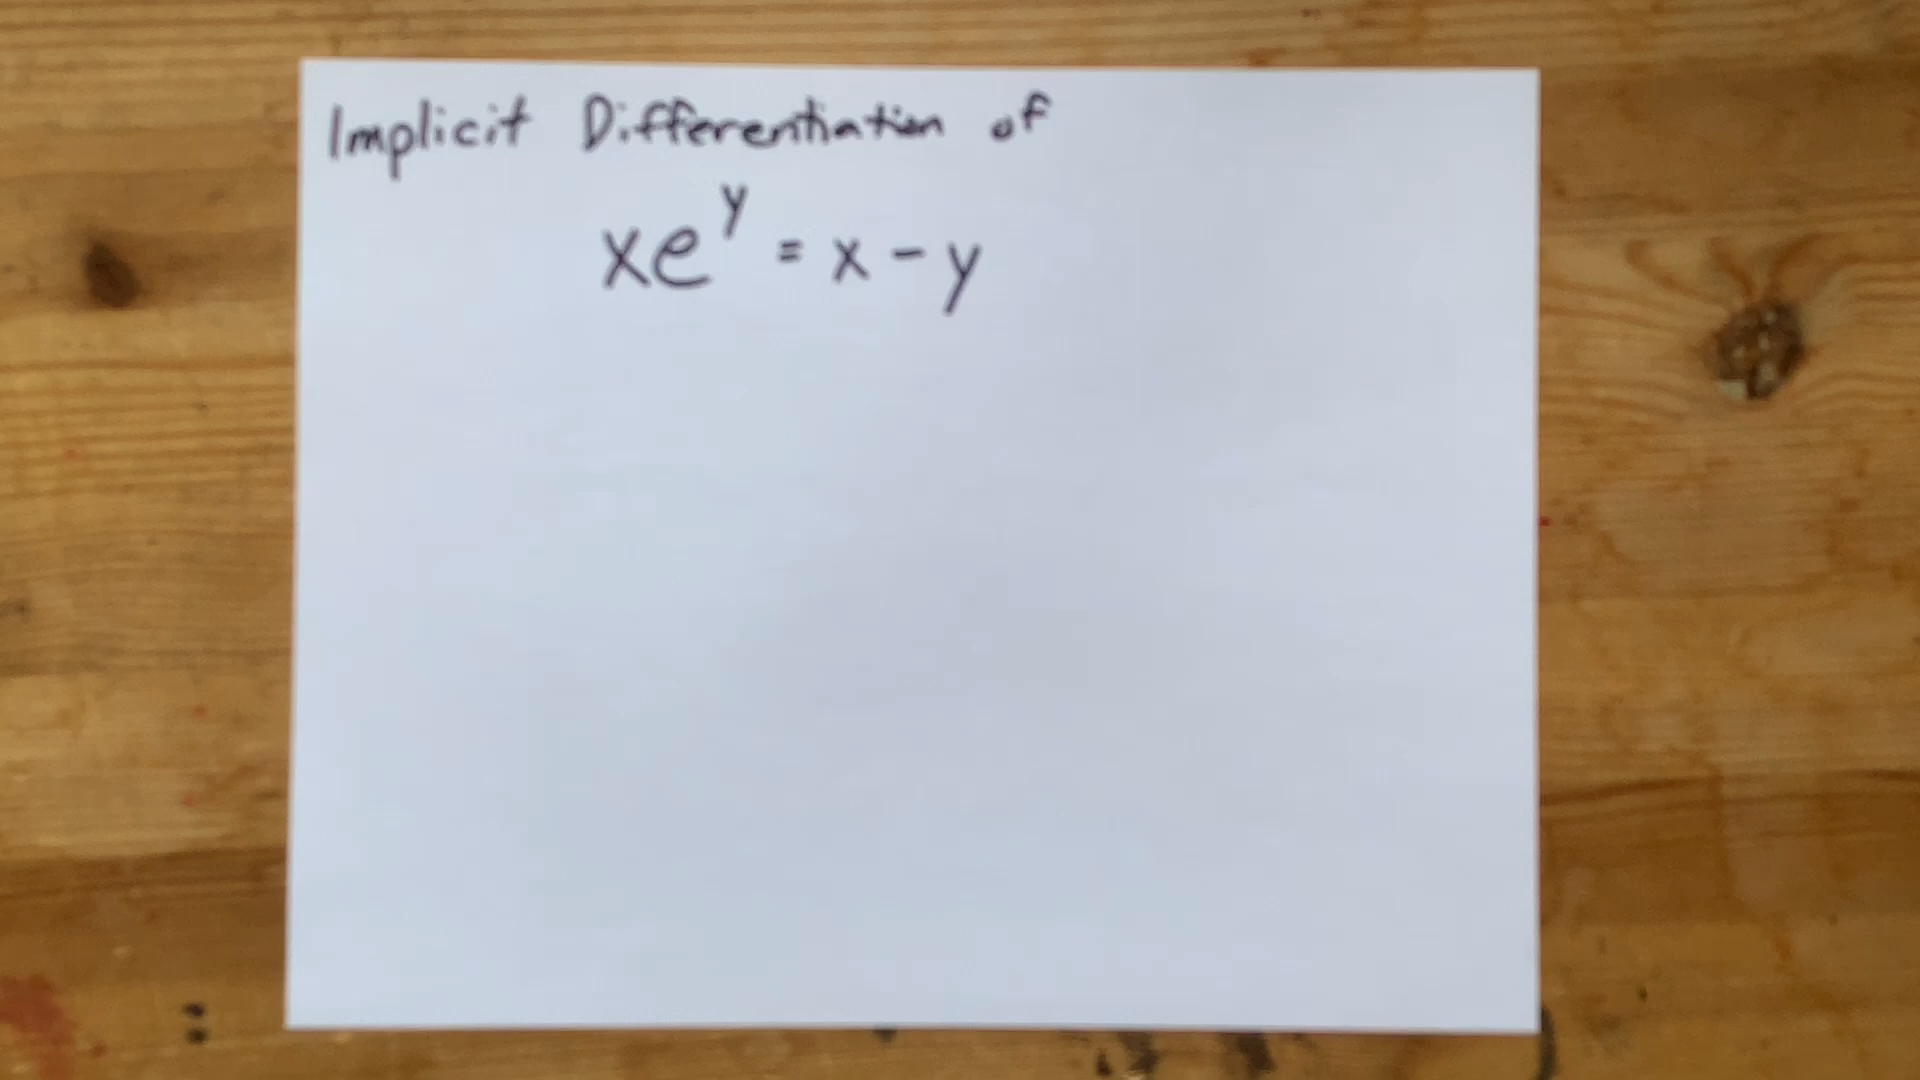 Implicit Differentiation of
xe^y = x - y